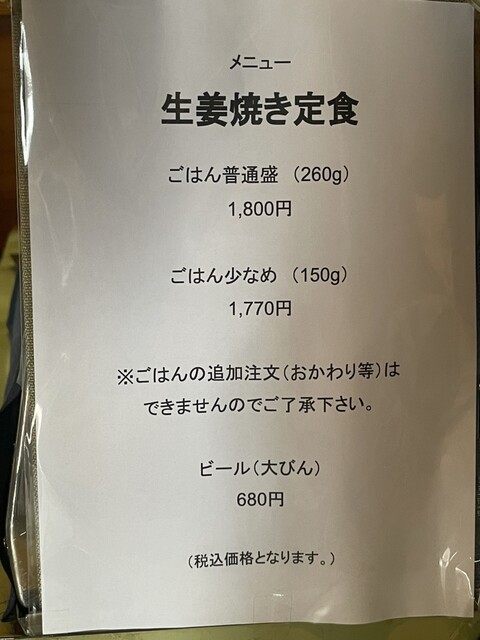 メニュー
生姜焼き定食
ごはん普通盛 （260g）
1,800円
ごはん少なめ （150g）
1,770円
※ごはんの追加注文（おかわり等）は
できませんのでご了承下さい。
ビール（大びん）
680円
（税込価格となります。）